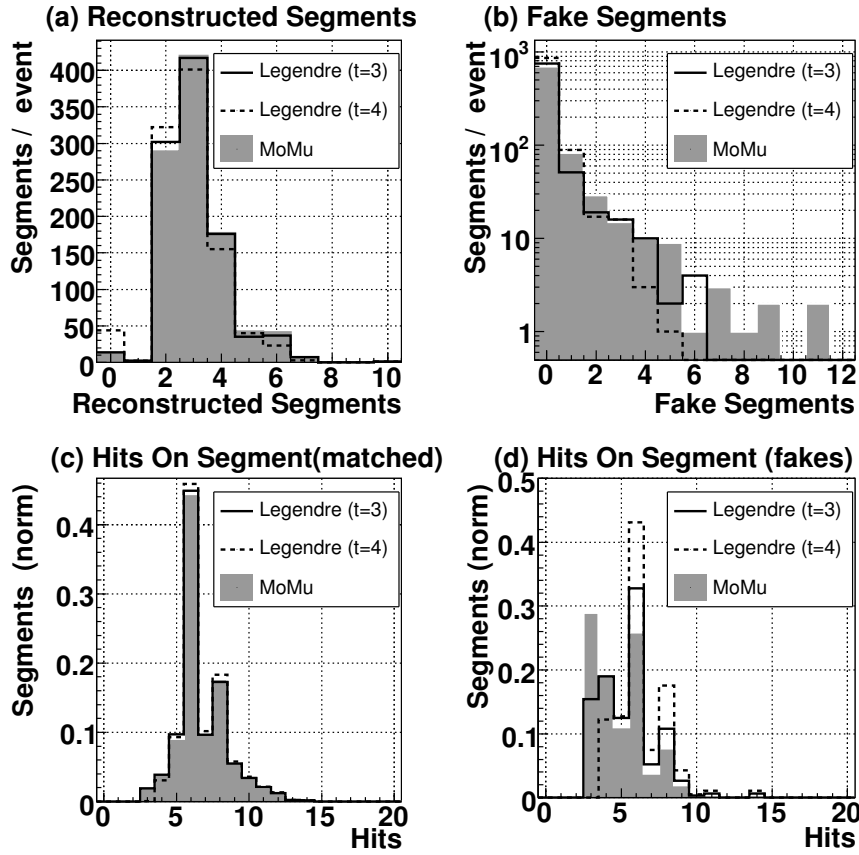 (a) Reconstructed Segments
Segments / event
400
350
300
250
200
150
100
50
0
Legendre (t=3)
Legendre (t=4)
MoMu
0 2 4 6 8 10
Reconstructed Segments
(b) Fake Segments
Segments / event
10^3
10^2
10
1
Legendre (t=3)
Legendre (t=4)
MoMu
0 2 4 6 8 10 12
Fake Segments
(c) Hits On Segment(matched)
Segments (norm)
0.4
0.3
0.2
0.1
0
Legendre (t=3)
Legendre (t=4)
MoMu
0 5 10 15 20
Hits
(d) Hits On Segment (fakes)
Segments (norm)
0.5
0.4
0.3
0.2
0.1
0
Legendre (t=3)
Legendre (t=4)
MoMu
0 5 10 15 20
Hits